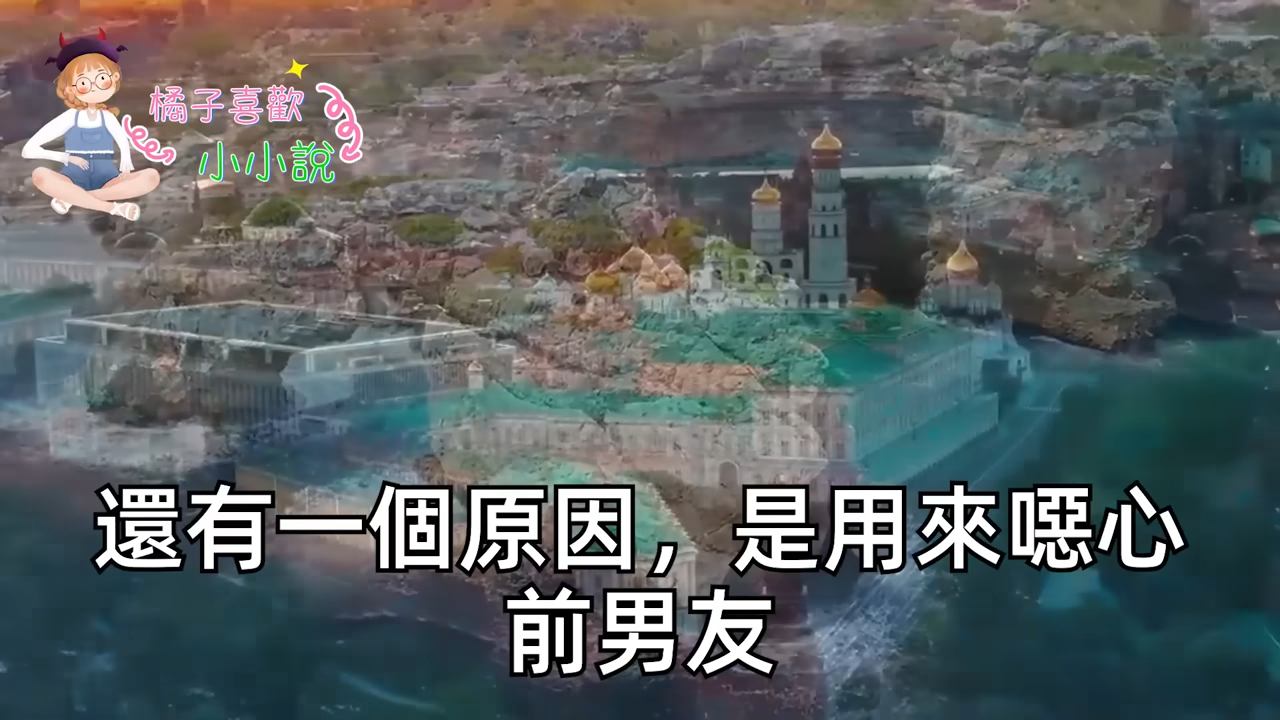 橘子喜歡
小小說
還有一個原因，是用來噁心
前男友